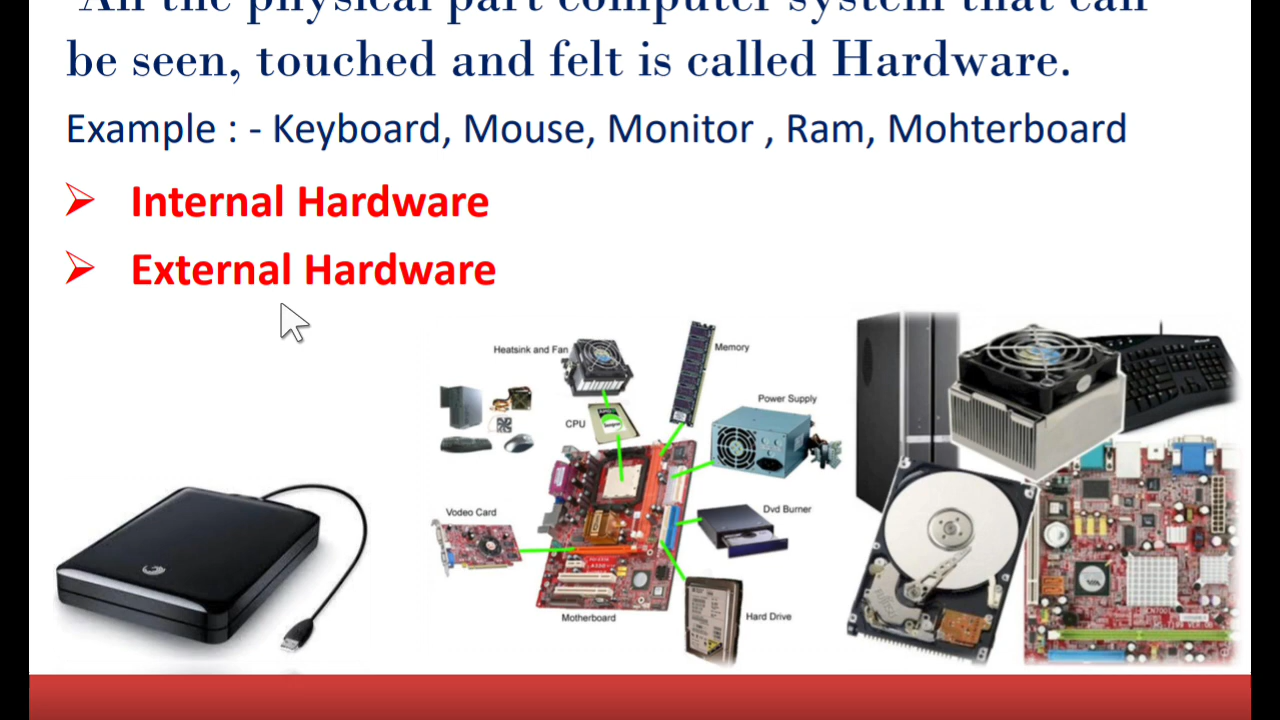 All the physical part computer system that can
be seen, touched and felt is called Hardware.
Example : - Keyboard, Mouse, Monitor , Ram, Mohterboard
Internal Hardware
External Hardware
Heatsink and Fan
Memory
CPU
Power Supply
Vodeo Card
Dvd Burner
Motherboard
Hard Drive